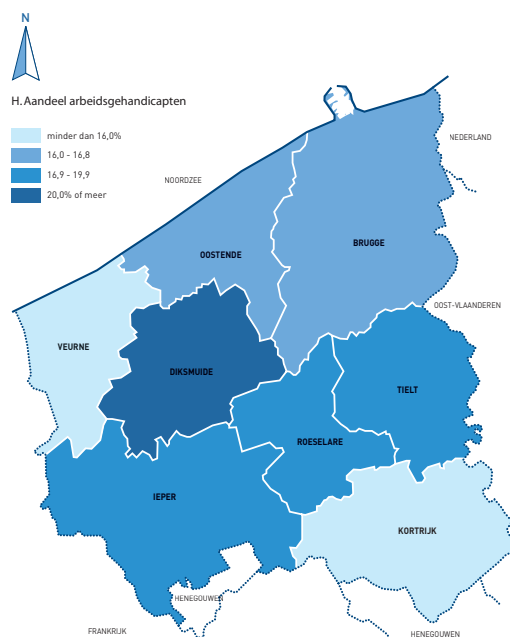 N
H. Aandeel arbeidsgehandicapten
minder dan 16,0%
16,0 - 16,8
16,9 - 19,9
20,0% of meer
NEDERLAND
NOORDZEE
BRUGGE
OOSTENDE
OOST-VLAANDEREN
VEURNE
DIKSMUIDE
TIELT
ROESELARE
IEPER
KORTRIJK
HENEGOUWEN
FRANKRIJK
HENEGOUWEN